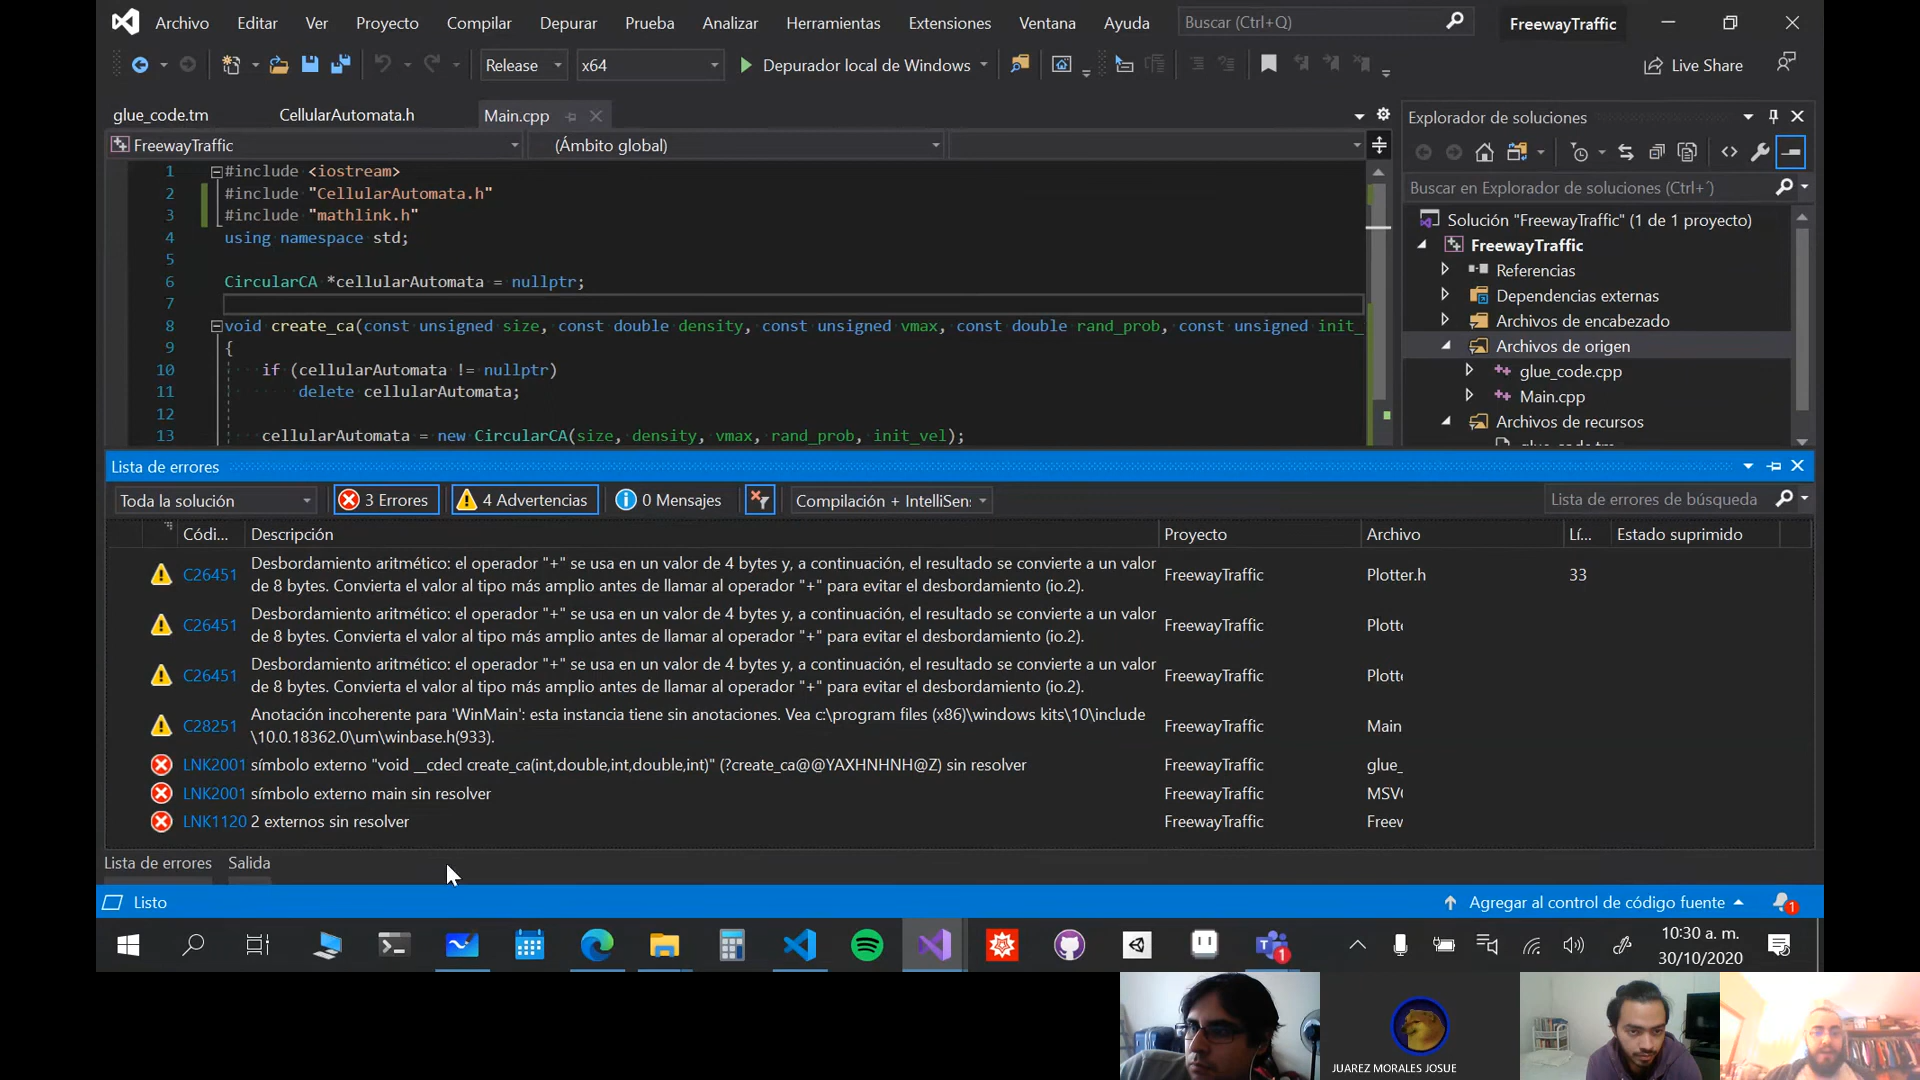 Archivo Editar Ver Proyecto Compilar Depurar Prueba Analizar Herramientas Extensiones Ventana Ayuda Buscar (Ctrl+Q) FreewayTraffic
Release x64 Depurador local de Windows Live Share
glue_code.tm CellularAutomata.h Main.cpp
FreewayTraffic (Ámbito global)
1 #include <iostream>
2 #include "CellularAutomata.h"
3 #include "mathlink.h"
4 using namespace std;
5
6 CircularCA *cellularAutomata = nullptr;
7
8 void create_ca(const unsigned size, const double density, const unsigned vmax, const double rand_prob, const unsigned init_
9 {
10 if (cellularAutomata != nullptr)
11 delete cellularAutomata;
12
13 cellularAutomata = new CircularCA(size, density, vmax, rand_prob, init_vel);
Explorador de soluciones
Buscar en Explorador de soluciones (Ctrl+´)
Solución "FreewayTraffic" (1 de 1 proyecto)
FreewayTraffic
Referencias
Dependencias externas
Archivos de encabezado
Archivos de origen
glue_code.cpp
Main.cpp
Archivos de recursos
Lista de errores
Toda la solución 3 Errores 4 Advertencias 0 Mensajes Compilación + IntelliSen: Lista de errores de búsqueda
Códi... Descripción Proyecto Archivo Lí... Estado suprimido
C26451 Desbordamiento aritmético: el operador "+" se usa en un valor de 4 bytes y, a continuación, el resultado se convierte a un valor
de 8 bytes. Convierta el valor al tipo más amplio antes de llamar al operador "+" para evitar el desbordamiento (io.2). FreewayTraffic Plotter.h 33
C26451 Desbordamiento aritmético: el operador "+" se usa en un valor de 4 bytes y, a continuación, el resultado se convierte a un valor
de 8 bytes. Convierta el valor al tipo más amplio antes de llamar al operador "+" para evitar el desbordamiento (io.2). FreewayTraffic Plotte
C26451 Desbordamiento aritmético: el operador "+" se usa en un valor de 4 bytes y, a continuación, el resultado se convierte a un valor
de 8 bytes. Convierta el valor al tipo más amplio antes de llamar al operador "+" para evitar el desbordamiento (io.2). FreewayTraffic Plotte
C28251 Anotación incoherente para 'WinMain': esta instancia tiene sin anotaciones. Vea c:\program files (x86)\windows kits\10\include
\10.0.18362.0\um\winbase.h(933). FreewayTraffic Main
LNK2001 símbolo externo "void __cdecl create_ca(int,double,int,double,int)" (?create_ca@@YAXHNHNH@Z) sin resolver FreewayTraffic glue_
LNK2001 símbolo externo main sin resolver FreewayTraffic MSV
LNK1120 2 externos sin resolver FreewayTraffic Freew
Lista de errores Salida
Listo Agregar al control de código fuente 1
1 10:30 a. m.
30/10/2020
JUAREZ MORALES JOSUE